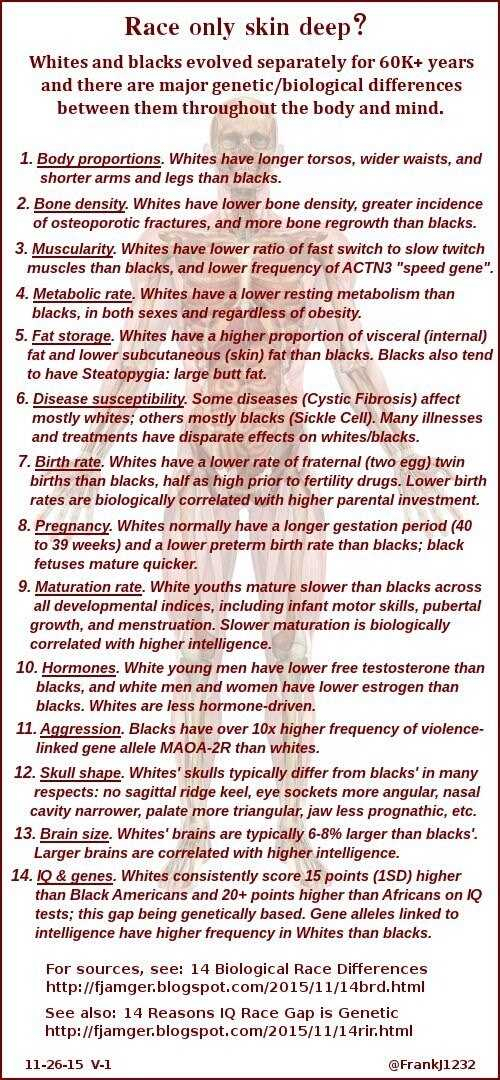 Race only skin deep?
Whites and blacks evolved separately for 60K+ years
and there are major genetic/biological differences
between them throughout the body and mind.
1. Body proportions. Whites have longer torsos, wider waists, and
shorter arms and legs than blacks.
2. Bone density. Whites have lower bone density, greater incidence
of osteoporotic fractures, and more bone regrowth than blacks.
3. Muscularity. Whites have lower ratio of fast switch to slow twitch
muscles than blacks, and lower frequency of ACTN3 "speed gene".
4. Metabolic rate. Whites have a lower resting metabolism than
blacks, in both sexes and regardless of obesity.
5. Fat storage. Whites have a higher proportion of visceral (internal)
fat and lower subcutaneous (skin) fat than blacks. Blacks also tend
to have Steatopygia: large butt fat.
6. Disease susceptibility. Some diseases (Cystic Fibrosis) affect
mostly whites; others mostly blacks (Sickle Cell). Many illnesses
and treatments have disparate effects on whites/blacks.
7. Birth rate. Whites have a lower rate of fraternal (two egg) twin
births than blacks, half as high prior to fertility drugs. Lower birth
rates are biologically correlated with higher parental investment.
8. Pregnancy. Whites normally have a longer gestation period (40
to 39 weeks) and a lower preterm birth rate than blacks; black
fetuses mature quicker.
9. Maturation rate. White youths mature slower than blacks across
all developmental indices, including infant motor skills, pubertal
growth, and menstruation. Slower maturation is biologically
correlated with higher intelligence.
10. Hormones. White young men have lower free testosterone than
blacks, and white men and women have lower estrogen than
blacks. Whites are less hormone-driven.
11. Aggression. Blacks have over 10x higher frequency of violence-
linked gene allele MAOA-2R than whites.
12. Skull shape. Whites' skulls typically differ from blacks' in many
respects: no sagittal ridge keel, eye sockets more angular, nasal
cavity narrower, palate more triangular, jaw less prognathic, etc.
13. Brain size. Whites' brains are typically 6-8% larger than blacks'.
Larger brains are correlated with higher intelligence.
14. IQ & genes. Whites consistently score 15 points (1SD) higher
than Black Americans and 20+ points higher than Africans on IQ
tests; this gap being genetically based. Gene alleles linked to
intelligence have higher frequency in Whites than blacks.
For sources, see: 14 Biological Race Differences
http://fjamger.blogspot.com/2015/11/14brd.html
See also: 14 Reasons IQ Race Gap is Genetic
http://fjamger.blogspot.com/2015/11/14rir.html
11-26-15 V-1
@FrankJ1232